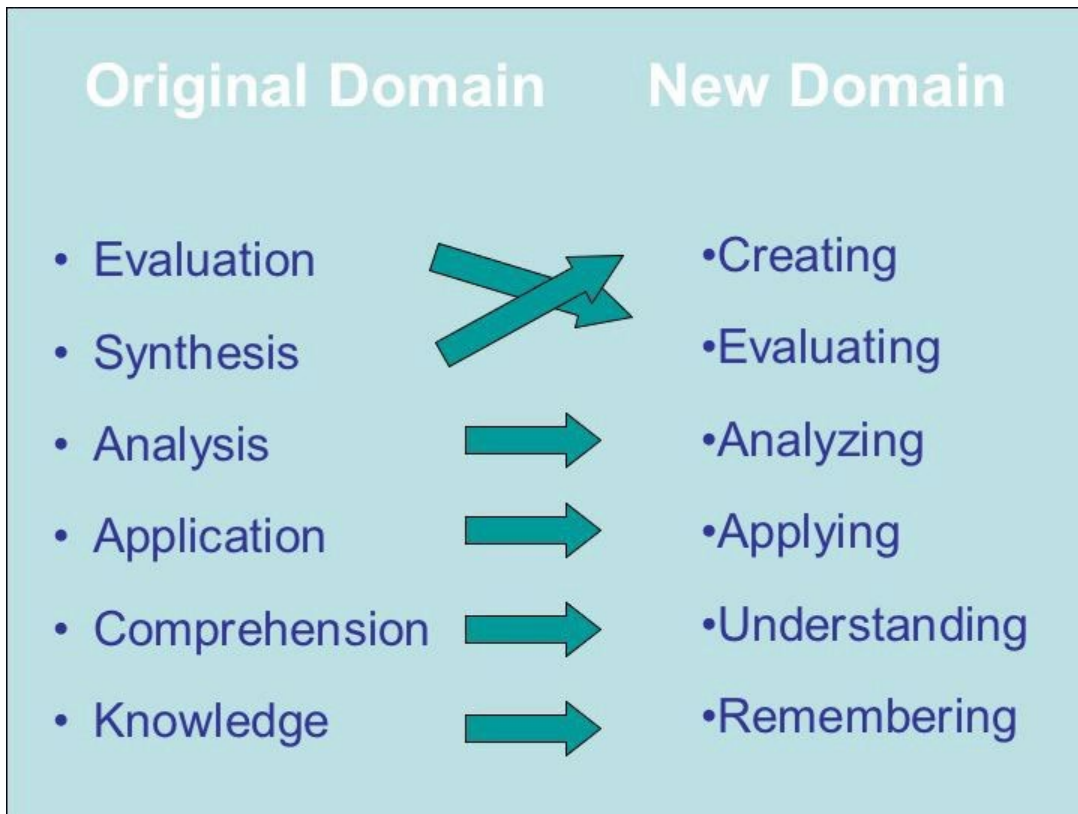 Original Domain New Domain
• Evaluation •Creating
• Synthesis •Evaluating
• Analysis •Analyzing
• Application •Applying
• Comprehension •Understanding
• Knowledge •Remembering